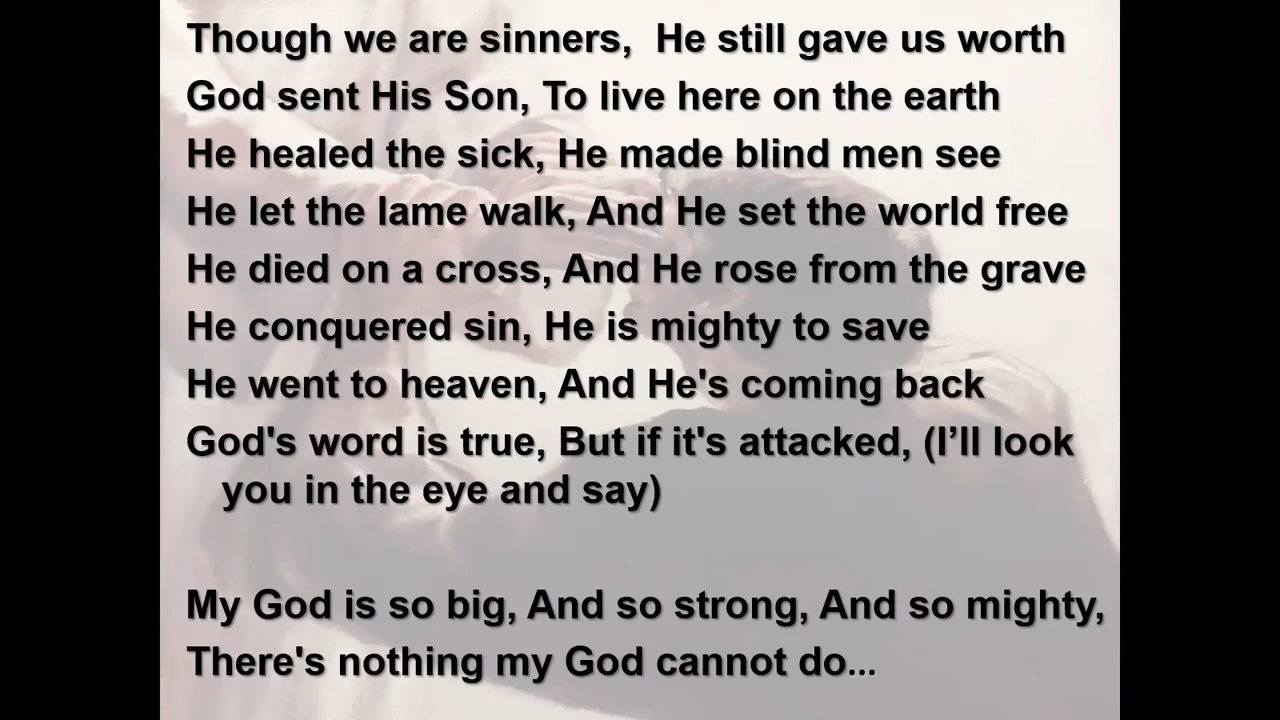 Though we are sinners,  He still gave us worth
God sent His Son, To live here on the earth
He healed the sick, He made blind men see
He let the lame walk, And He set the world free
He died on a cross, And He rose from the grave
He conquered sin, He is mighty to save
He went to heaven, And He's coming back
God's word is true, But if it's attacked, (I’ll look
you in the eye and say)
My God is so big, And so strong, And so mighty,
There's nothing my God cannot do...